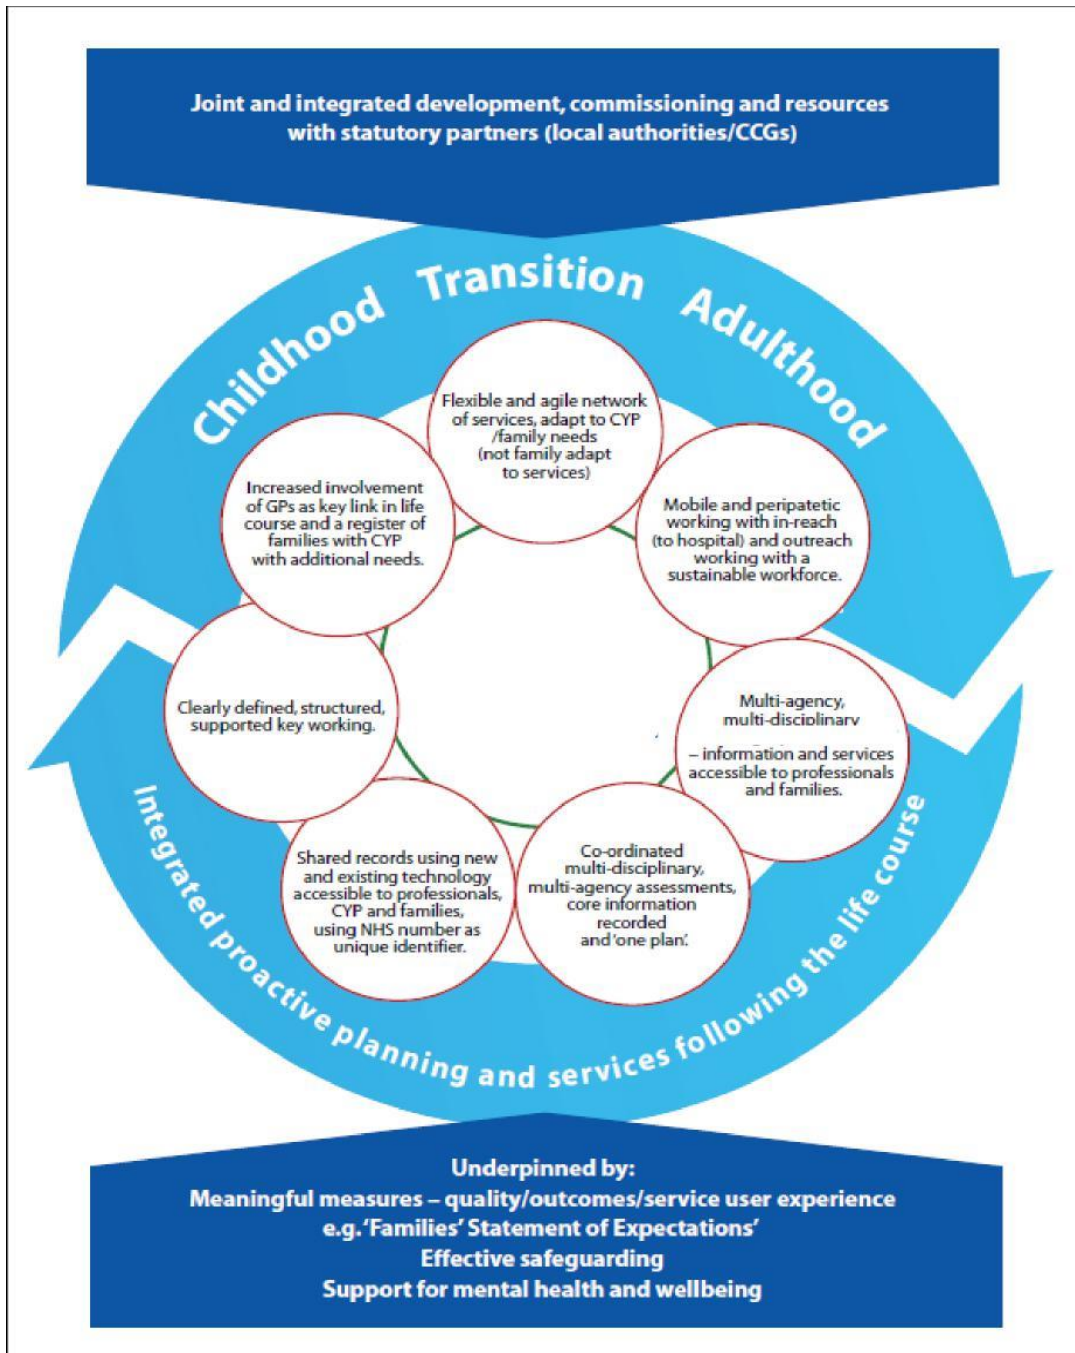 Joint and integrated development, commissioning and resources
with statutory partners (local authorities/CCGs)
Childhood Transition Adulthood
Flexible and agile network
of services, adapt to CYP
/family needs
(not family adapt
to services)
Increased involvement
of GPs as key link in life
course and a register of
families with CYP
with additional needs.
Mobile and peripatetic
working with in-reach
(to hospital) and outreach
working with a
sustainable workforce.
Clearly defined, structured,
supported key working.
Multi-agency,
multi-disciplinary
– information and services
accessible to professionals
and families.
Shared records using new
and existing technology
accessible to professionals,
CYP and families,
using NHS number as
unique identifier.
Co-ordinated
multi-disciplinary,
multi-agency assessments,
core information
recorded
and ‘one plan’.
Integrated proactive planning and services following the life course
Underpinned by:
Meaningful measures – quality/outcomes/service user experience
e.g. ‘Families’ Statement of Expectations’
Effective safeguarding
Support for mental health and wellbeing